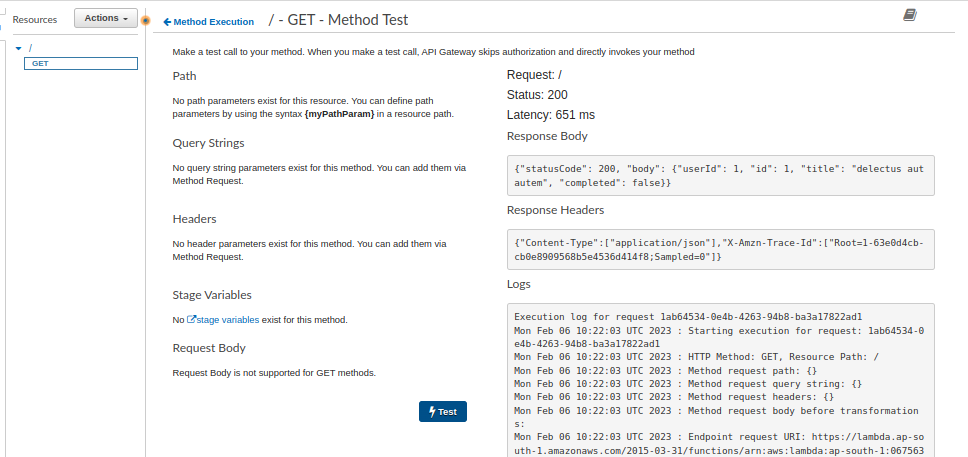 Resources
Actions
Method Execution
/ - GET - Method Test
/
GET
Make a test call to your method. When you make a test call, API Gateway skips authorization and directly invokes your method
Path
No path parameters exist for this resource. You can define path
parameters by using the syntax {myPathParam} in a resource path.
Query Strings
No query string parameters exist for this method. You can add them via
Method Request.
Headers
No header parameters exist for this method. You can add them via
Method Request.
Stage Variables
No stage variables exist for this method.
Request Body
Request Body is not supported for GET methods.
Test
Request: /
Status: 200
Latency: 651 ms
Response Body
{"statusCode": 200, "body": {"userId": 1, "id": 1, "title": "delectus aut
autem", "completed": false}}
Response Headers
{"Content-Type":["application/json"],"X-Amzn-Trace-Id":["Root=1-63e0d4cb-
cb0e8909568b5e4536d414f8;Sampled=0"]}
Logs
Execution log for request 1ab64534-0e4b-4263-94b8-ba3a17822ad1
Mon Feb 06 10:22:03 UTC 2023 : Starting execution for request: 1ab64534-0
e4b-4263-94b8-ba3a17822ad1
Mon Feb 06 10:22:03 UTC 2023 : HTTP Method: GET, Resource Path: /
Mon Feb 06 10:22:03 UTC 2023 : Method request path: {}
Mon Feb 06 10:22:03 UTC 2023 : Method request query string: {}
Mon Feb 06 10:22:03 UTC 2023 : Method request headers: {}
Mon Feb 06 10:22:03 UTC 2023 : Method request body before transformation
s:
Mon Feb 06 10:22:03 UTC 2023 : Endpoint request URI: https://lambda.ap-so
uth-1.amazonaws.com/2015-03-31/functions/arn:aws:lambda:ap-south-1:067563